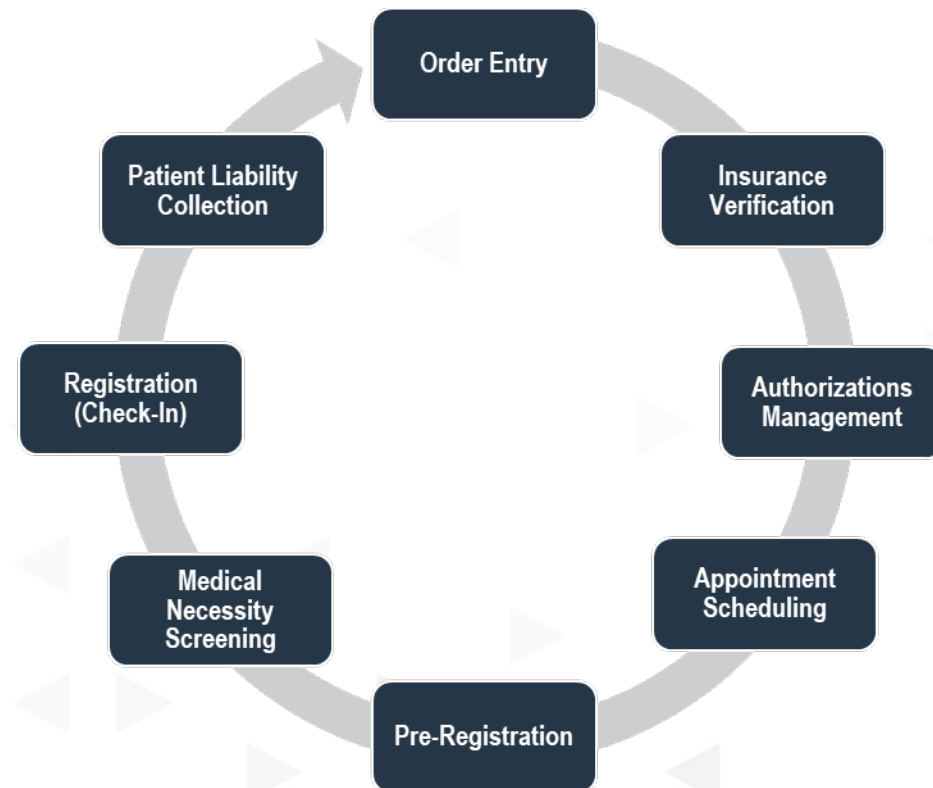 Order Entry
Insurance
Verification
Authorizations
Management
Appointment
Scheduling
Pre-Registration
Medical
Necessity
Screening
Registration
(Check-In)
Patient Liability
Collection